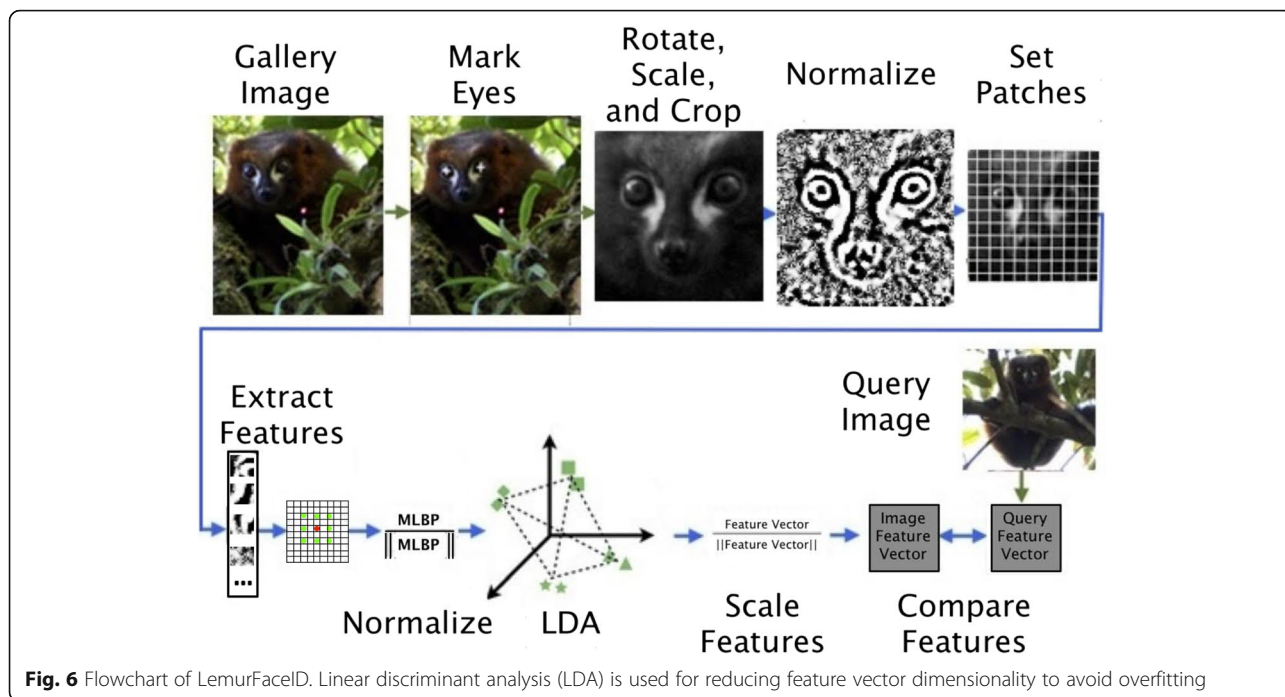 Gallery
Image
Mark
Eyes
Rotate,
Scale,
and Crop
Normalize
Set
Patches
Extract
Features
MLBP
||MLBP||
Normalize
LDA
Feature Vector
||Feature Vector||
Scale
Features
Query
Image
Image
Feature
Vector
Query
Feature
Vector
Compare
Features
Fig. 6 Flowchart of LemurFaceID. Linear discriminant analysis (LDA) is used for reducing feature vector dimensionality to avoid overfitting